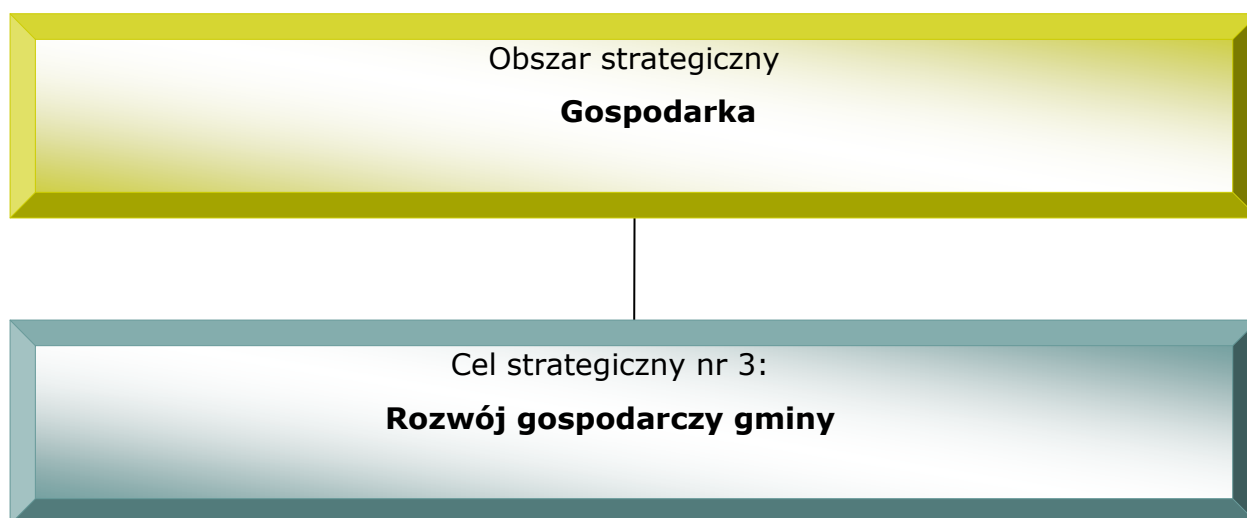 Obszar strategiczny
Gospodarka
Cel strategiczny nr 3:
Rozwój gospodarczy gminy